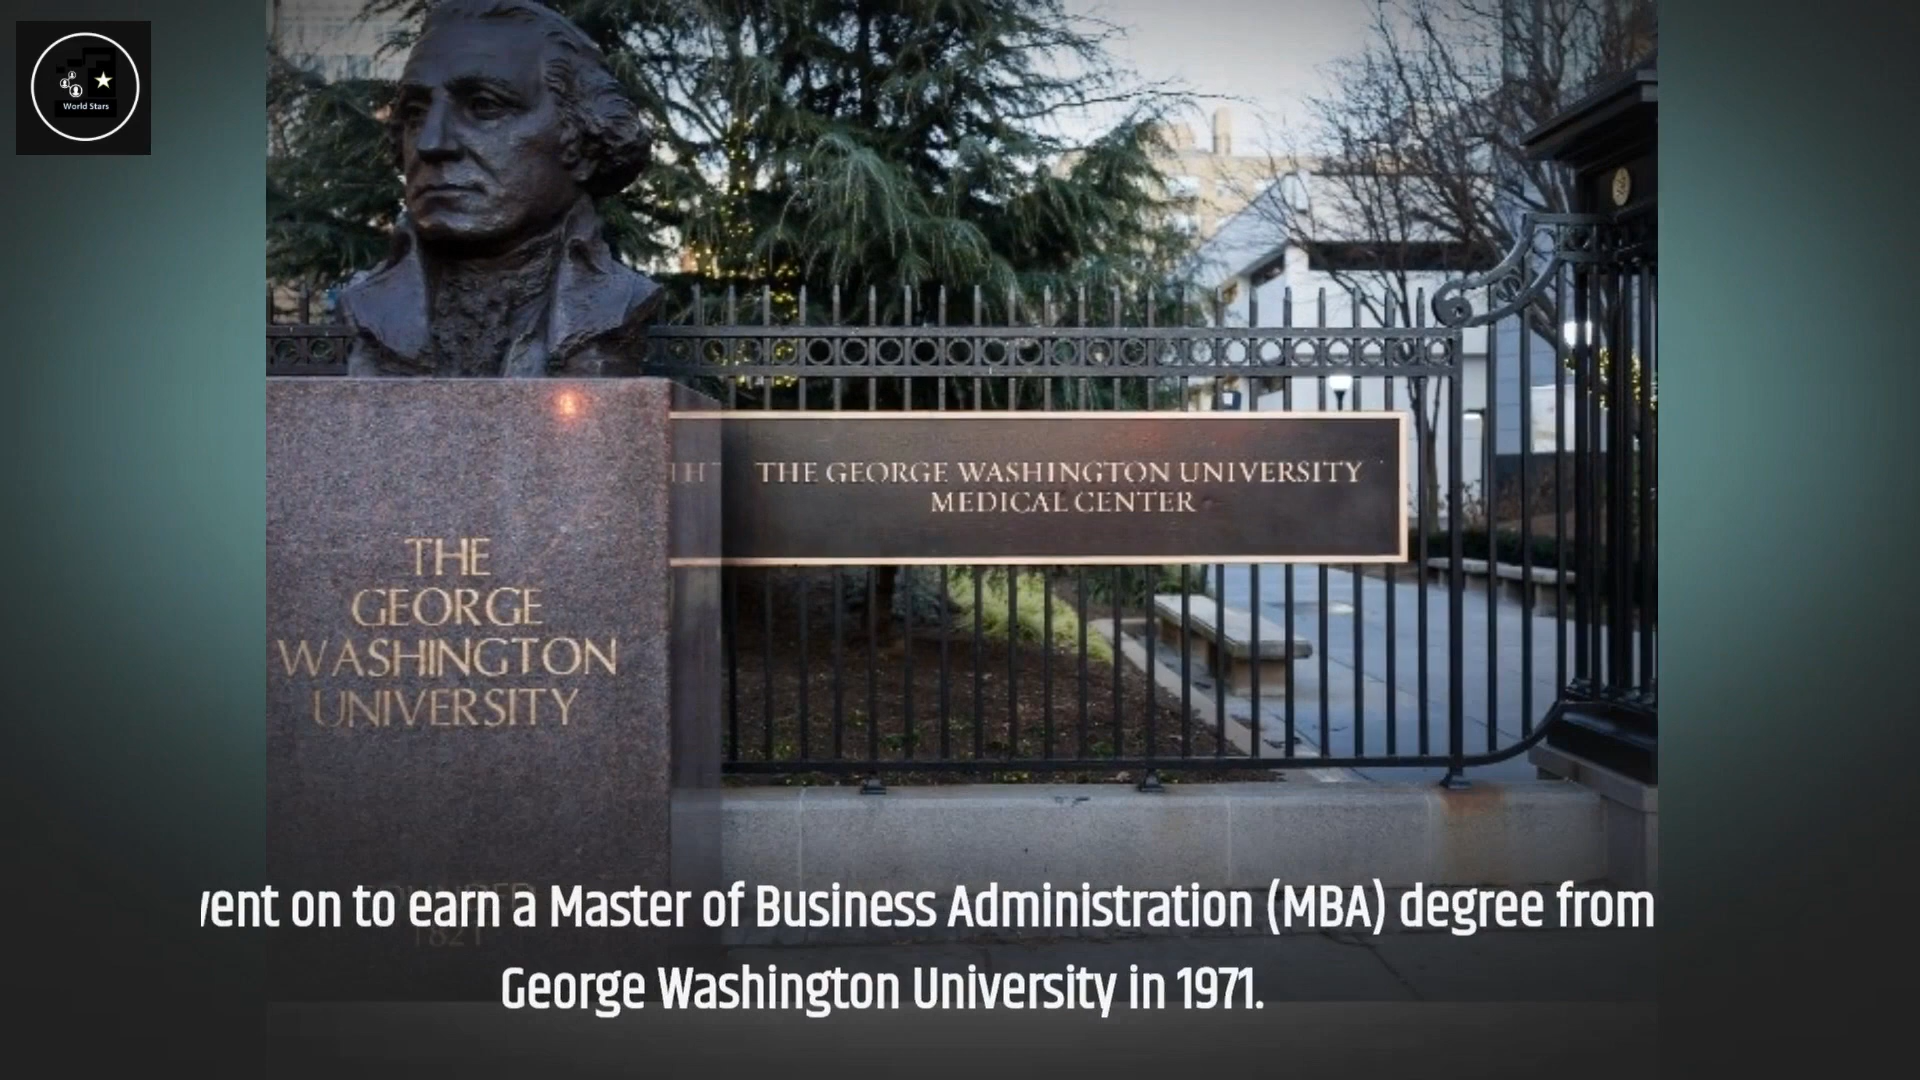 World Stars
THE GEORGE WASHINGTON UNIVERSITY
MEDICAL CENTER
THE
GEORGE
WASHINGTON
UNIVERSITY
on to earn a Master of Business Administration (MBA) degree from
George Washington University in 1971.